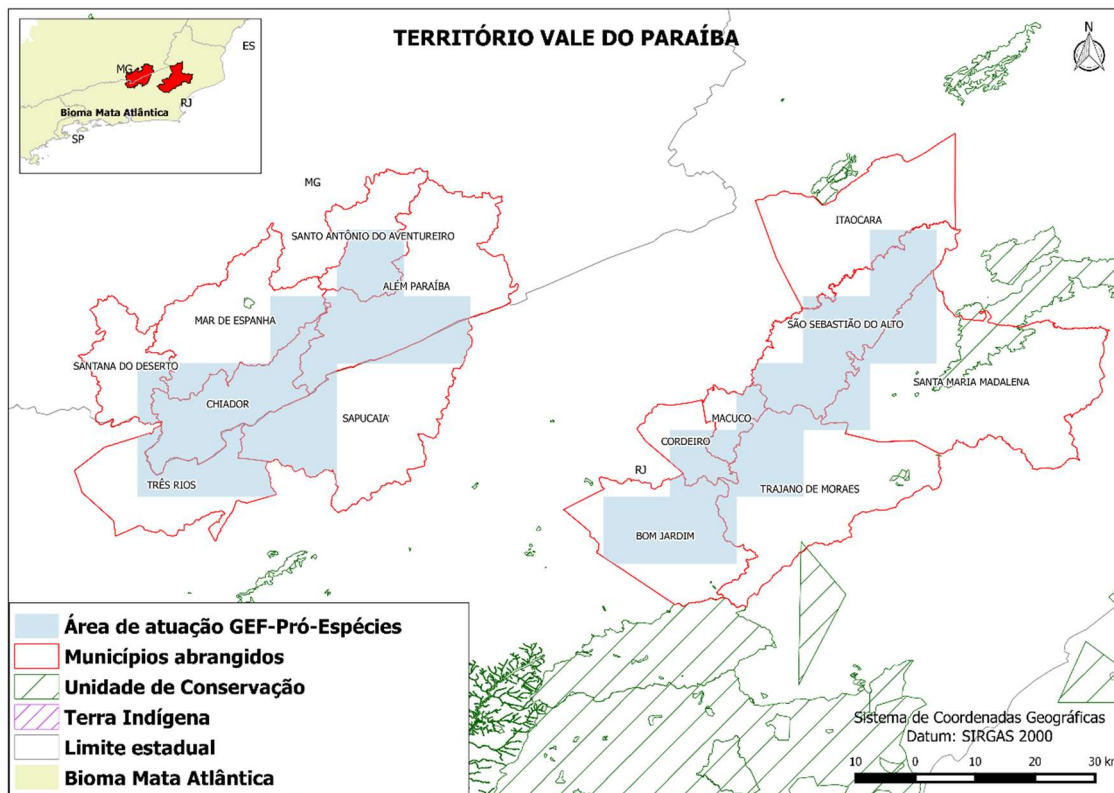 TERRITÓRIO VALE DO PARAÍBA
N
ES
MG
RJ
Bioma Mata Atlântica
SP
MG
SANTO ANTÔNIO DO AVENTUREIRO
ITAOCARA
ALÉM PARAÍBA
MAR DE ESPANHA
SÃO SEBASTIÃO DO ALTO
SANTANA DO DESERTO
SANTA MARIA MADALENA
CHIADOR
SAPUCAIA
MACUCO
CORDEIRO
RJ
TRÊS RIOS
TRAJANO DE MORAES
BOM JARDIM
Área de atuação GEF-Pró-Espécies
Municípios abrangidos
Unidade de Conservação
Terra Indígena
Limite estadual
Bioma Mata Atlântica
Sistema de Coordenadas Geográficas
Datum: SIRGAS 2000
10 0 10 20 30 km